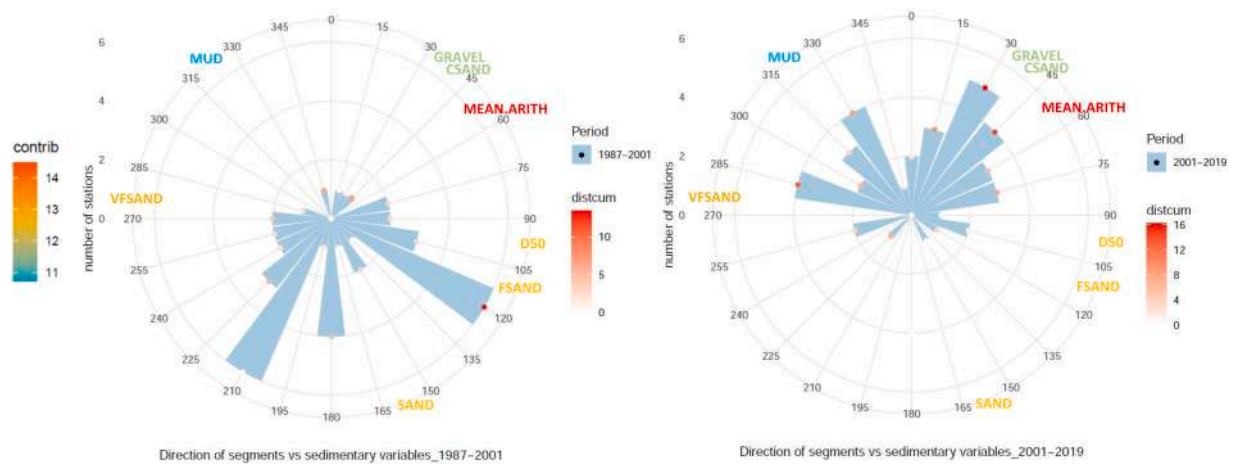 contrib
14
13
12
11
number of stations
6
4
2
0
0
15
30
45
60
75
90
105
120
135
150
165
180
195
210
225
240
255
270
285
300
315
330
345
MUD
GRAVEL
CSAND
MEAN.ARITH
VFSAND
D50
FSAND
SAND
Period
1987-2001
distcum
10
5
0
Direction of segments vs sedimentary variables_1987-2001
number of stations
6
4
2
0
0
15
30
45
60
75
90
105
120
135
150
165
180
195
210
225
240
255
270
285
300
315
330
345
MUD
GRAVEL
CSAND
MEAN.ARITH
VFSAND
D50
FSAND
SAND
Period
2001-2019
distcum
16
12
8
4
0
Direction of segments vs sedimentary variables_2001-2019